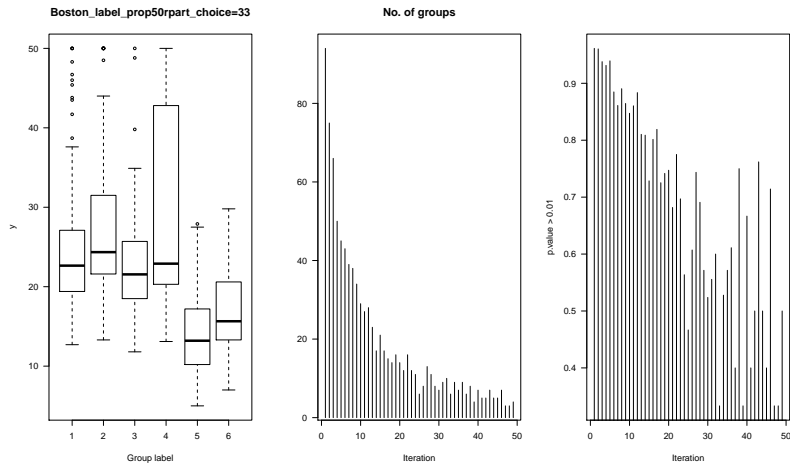 Boston_label_prop50rpart_choice=33
y
50
40
30
20
10
1 2 3 4 5 6
Group label
No. of groups
80
60
40
20
0
0 10 20 30 40 50
Iteration
p.value > 0.01
0.9
0.8
0.7
0.6
0.5
0.4
0 10 20 30 40 50
Iteration